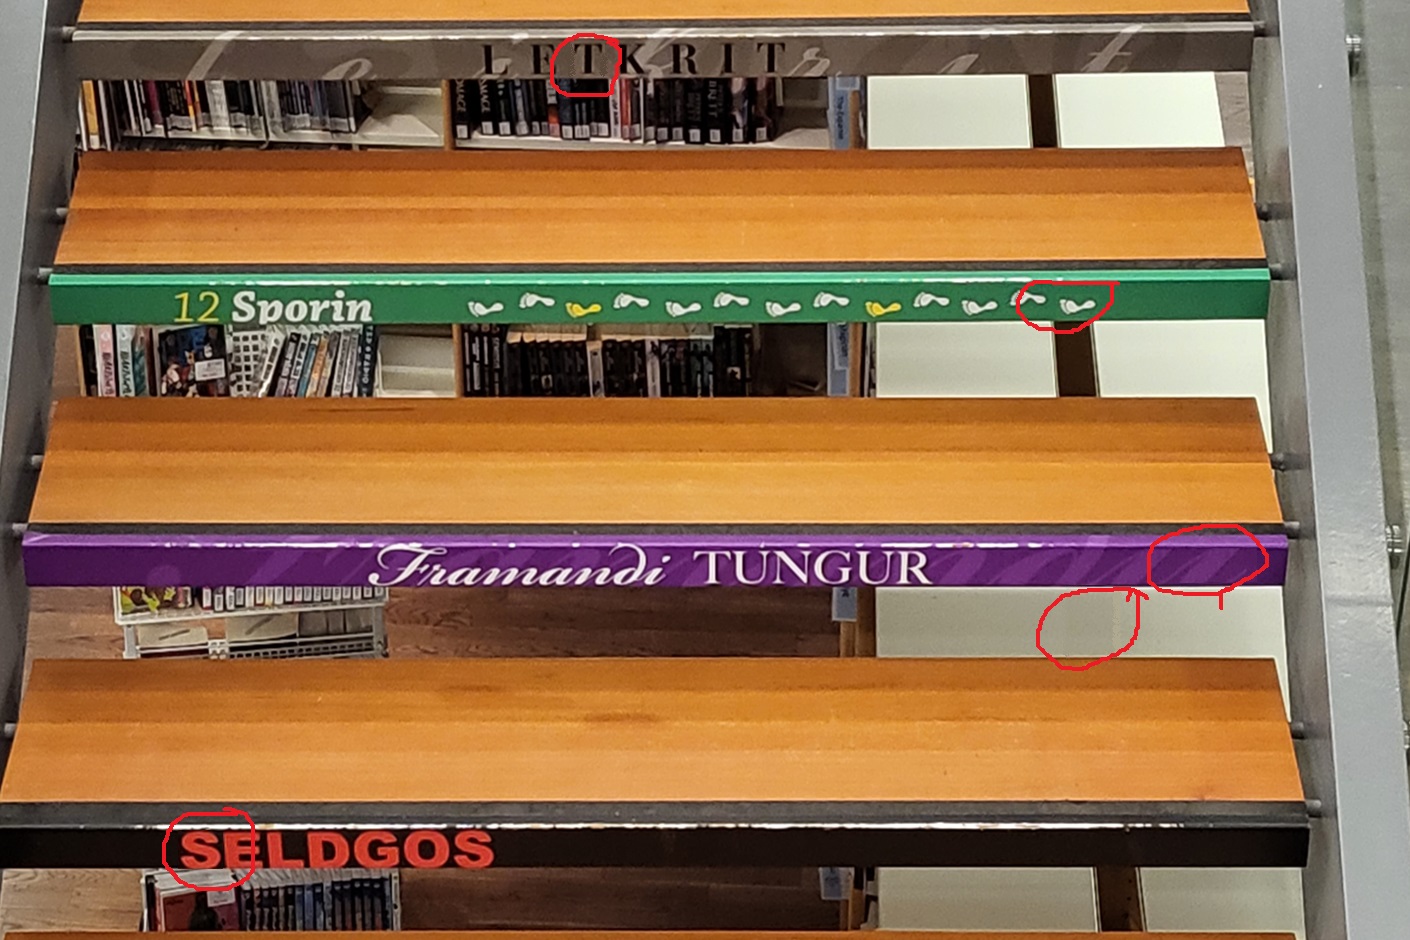 LETKRIT
12 Sporin
Framandi TUNGUR
SELDGOS